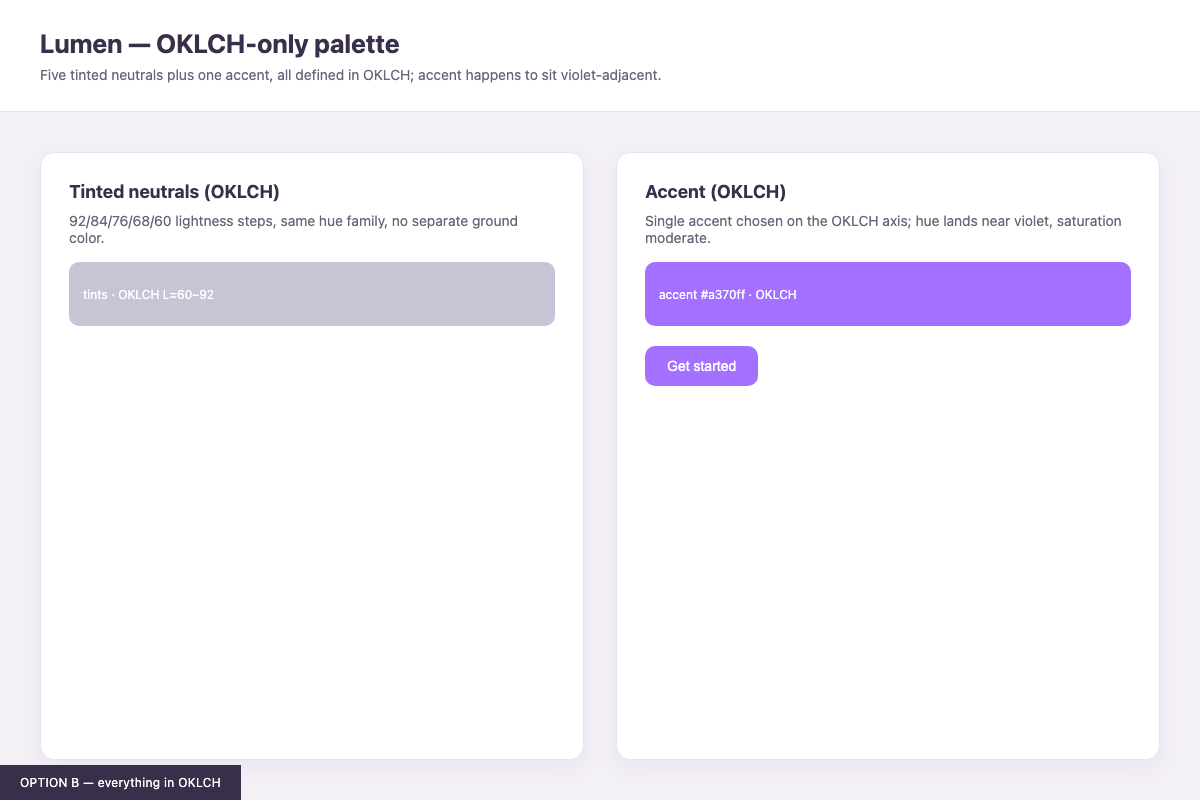 Lumen — OKLCH-only palette
Five tinted neutrals plus one accent, all defined in OKLCH; accent happens to sit violet-adjacent.
Tinted neutrals (OKLCH)
92/84/76/68/60 lightness steps, same hue family, no separate ground
color.
tints · OKLCH L=60–92
Accent (OKLCH)
Single accent chosen on the OKLCH axis; hue lands near violet, saturation
moderate.
accent #a370ff · OKLCH
Get started
OPTION B — everything in OKLCH